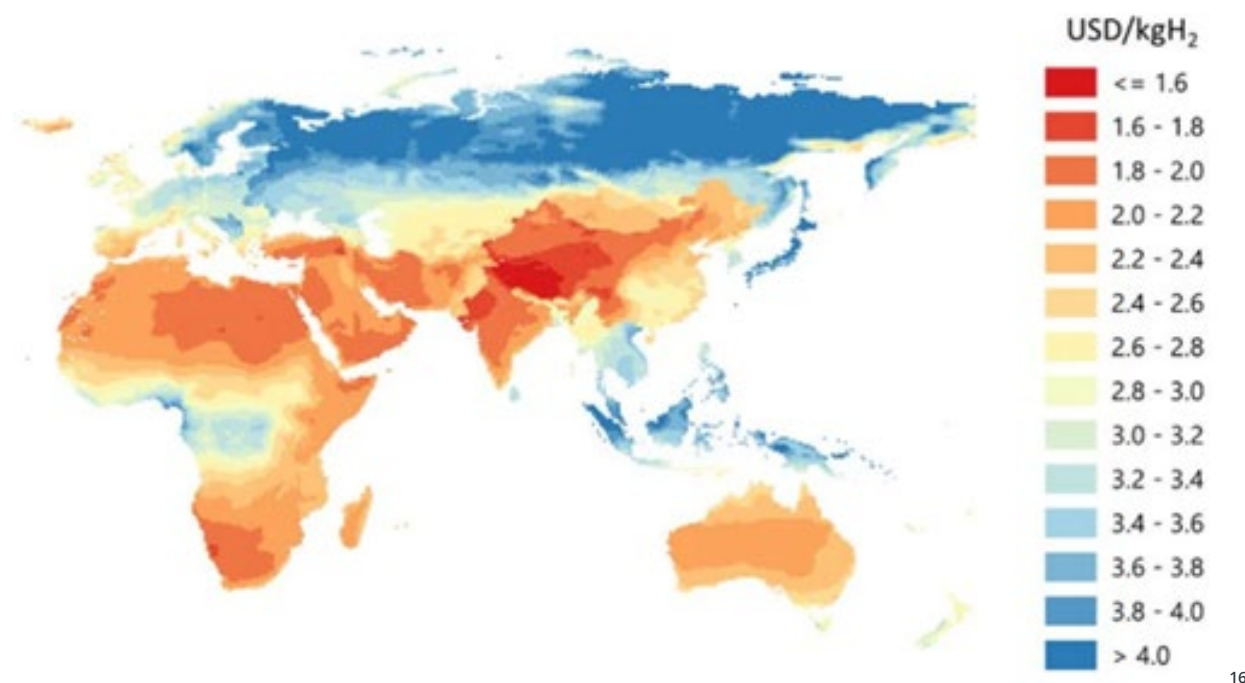 USD/kgH₂
<= 1.6
1.6 - 1.8
1.8 - 2.0
2.0 - 2.2
2.2 - 2.4
2.4 - 2.6
2.6 - 2.8
2.8 - 3.0
3.0 - 3.2
3.2 - 3.4
3.4 - 3.6
3.6 - 3.8
3.8 - 4.0
> 4.0
16